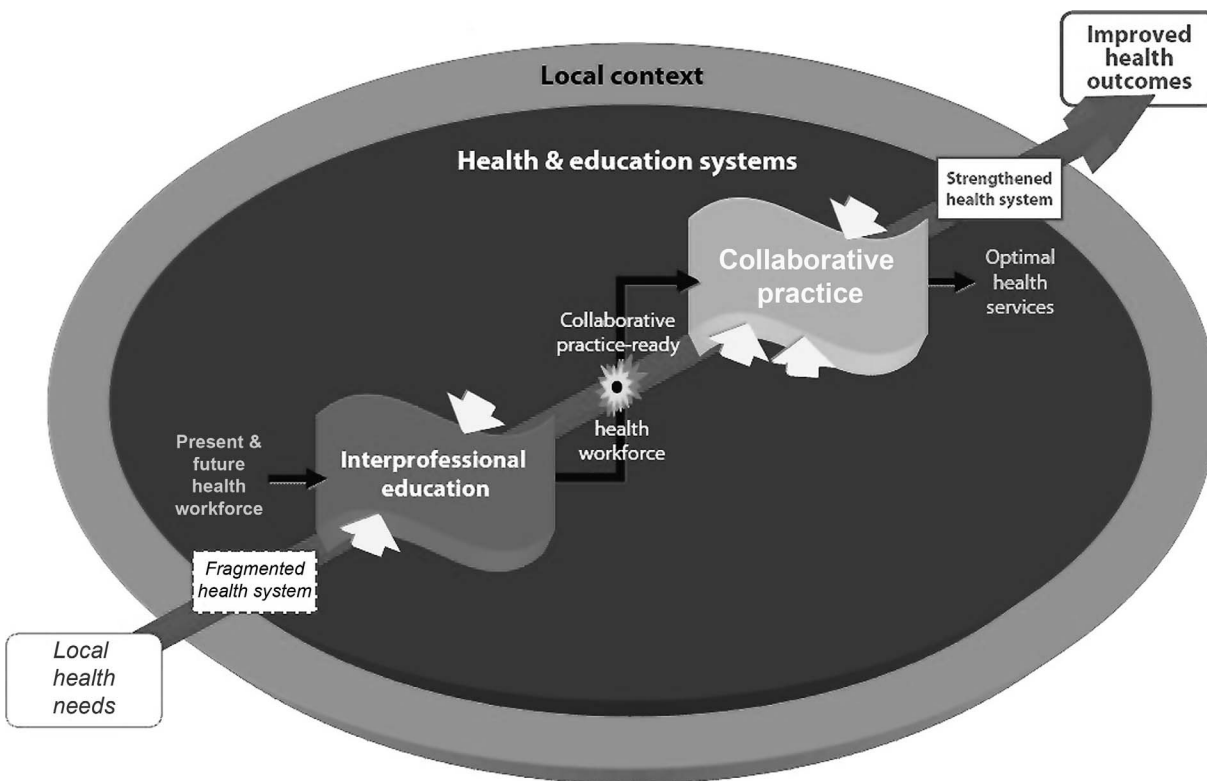 Improved
health
outcomes
Local context
Health & education systems
Strengthened
health system
Collaborative
practice
Optimal
health
services
Collaborative
practice-ready
health
workforce
Present &
future
health
workforce
Interprofessional
education
Fragmented
health system
Local
health
needs